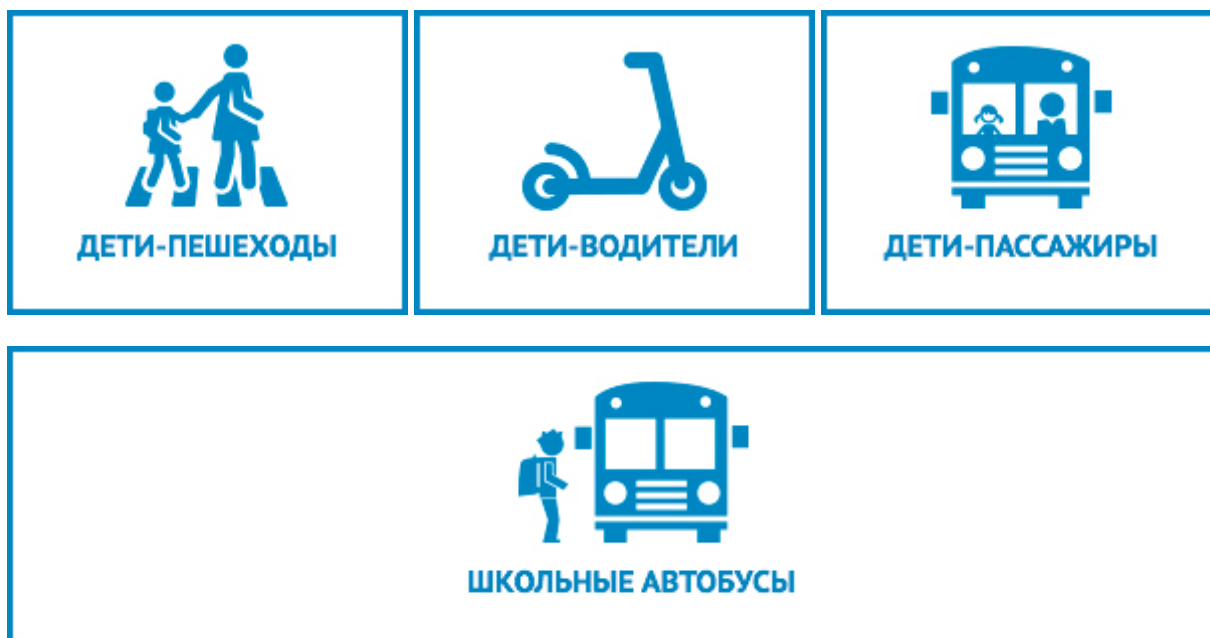 ДЕТИ-ПЕШЕХОДЫ
ДЕТИ-ВОДИТЕЛИ
ДЕТИ-ПАССАЖИРЫ
ШКОЛЬНЫЕ АВТОБУСЫ